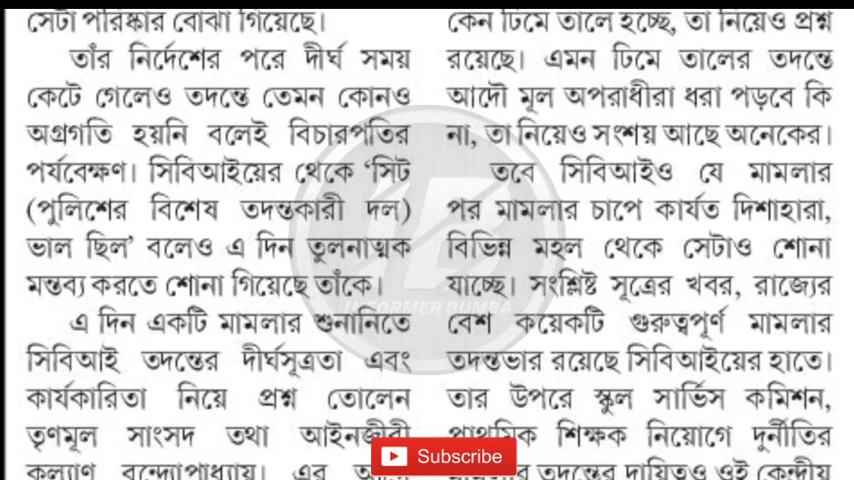 সেটা পরিষ্কার বোঝা গিয়েছে।
তাঁর নির্দেশের পরে দীর্ঘ সময়
কেটে গেলেও তদন্তে তেমন কোনও
অগ্রগতি হয়নি বলেই বিচারপতির
পর্যবেক্ষণ। সিবিআইয়ের থেকে ‘সিট
(পুলিশের বিশেষ তদন্তকারী দল)
ভাল ছিল’ বলেও এ দিন তুলনাত্মক
মন্তব্য করতে শোনা গিয়েছে তাঁকে।
এ দিন একটি মামলার শুনানিতে
সিবিআই তদন্তের দীর্ঘসূত্রতা এবং
কার্যকারিতা নিয়ে প্রশ্ন তোলেন
তৃণমূল সাংসদ তথা আইনজীবী
কল্যাণ বন্দ্যোপাধ্যায়। এর
কেন ঢিমে তালে হচ্ছে, তা নিয়েও প্রশ্ন
রয়েছে। এমন ঢিমে তালের তদন্তে
আদৌ মূল অপরাধীরা ধরা পড়বে কি
না, তা নিয়েও সংশয় আছে অনেকের।
তবে সিবিআইও যে মামলার
পর মামলার চাপে কার্যত দিশাহারা,
বিভিন্ন মহল থেকে সেটাও শোনা
যাচ্ছে। সংশ্লিষ্ট সূত্রের খবর, রাজ্যের
বেশ কয়েকটি গুরুত্বপূর্ণ মামলার
তদন্তভার রয়েছে সিবিআইয়ের হাতে।
তার উপরে স্কুল সার্ভিস কমিশন,
প্রাথমিক শিক্ষক নিয়োগে দুর্নীতির
তদন্তের দায়িত্বও ওই কেন্দ্রীয়
INFORMER BUMBA
Subscribe